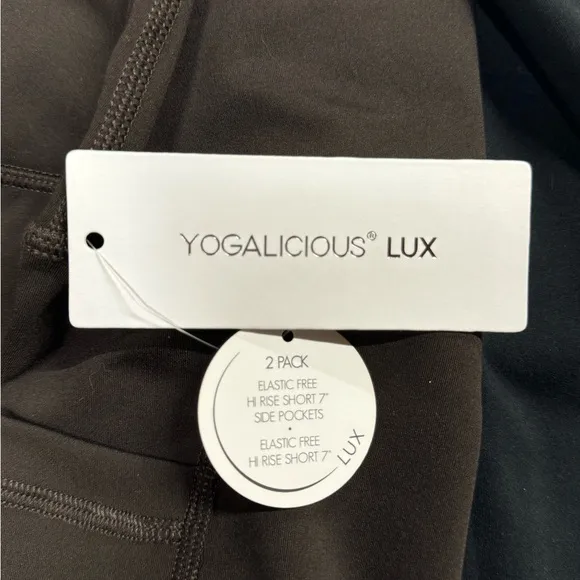 YOGALICIOUS® LUX
2 PACK
ELASTIC FREE
HI RISE SHORT 7"
SIDE POCKETS
•
ELASTIC FREE
HI RISE SHORT 7"
LUX